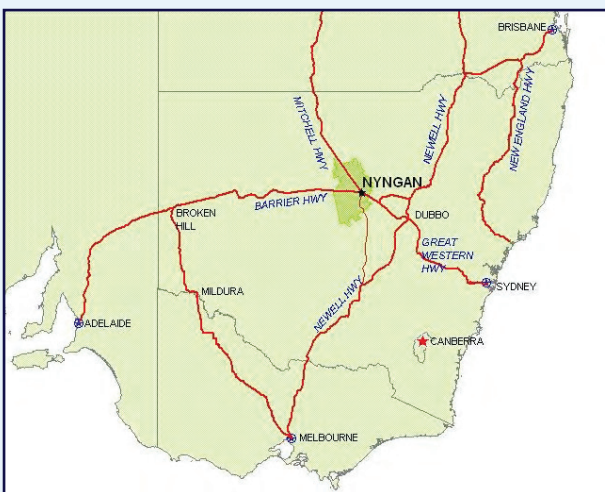 BRISBANE
MITCHELL HWY
NEWELL HWY
NEW ENGLAND HWY
NYNGAN
BARRIER HWY
BROKEN
HILL
DUBBO
GREAT
WESTERN
HWY
SYDNEY
MILDURA
NEWELL HWY
ADELAIDE
CANBERRA
MELBOURNE